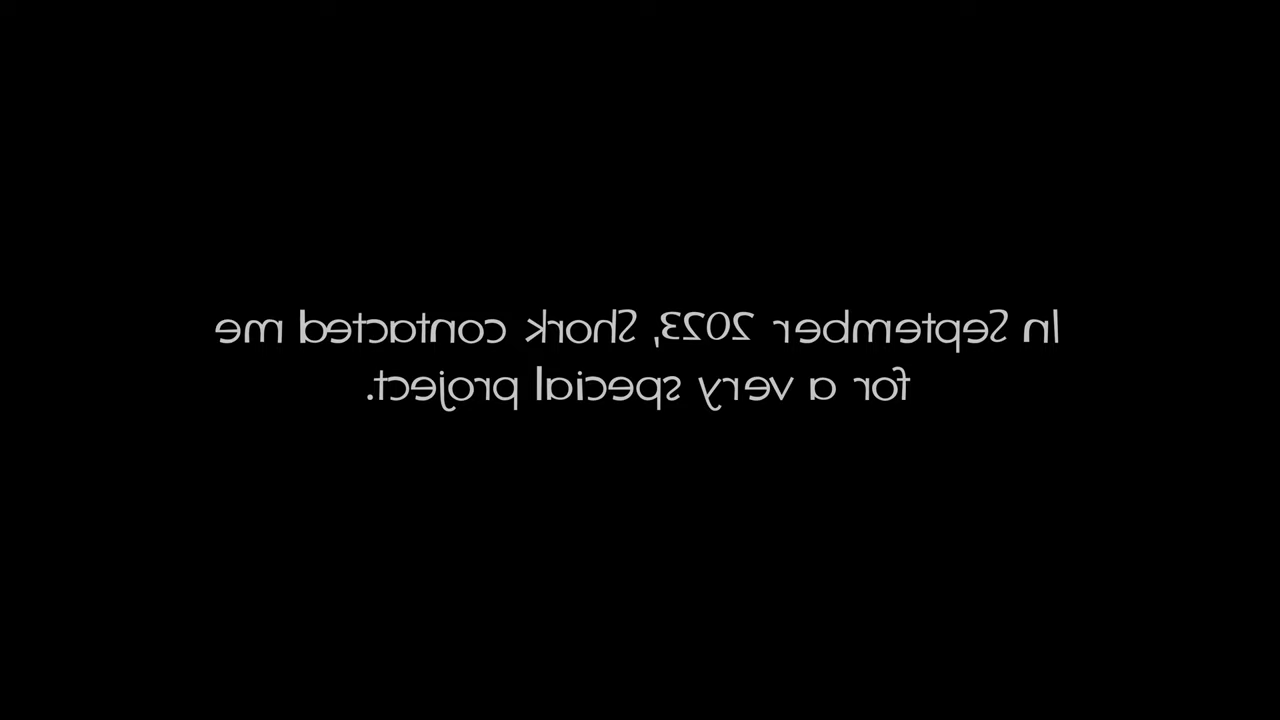 In September 2023, Shork contacted me
for a very special project.